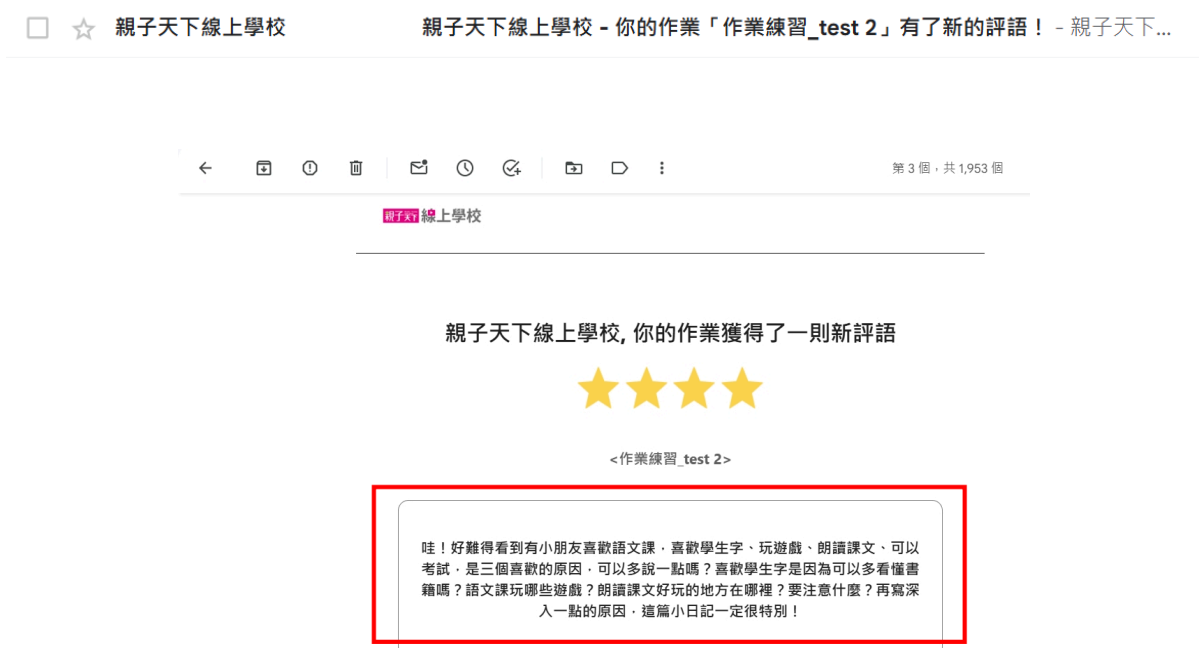 親子天下線上學校 親子天下線上學校 - 你的作業「作業練習_test 2」有了新的評語！ - 親子天下...
第 3 個，共 1,953 個
親子天下 線上學校
親子天下線上學校, 你的作業獲得了一則新評語
<作業練習_test 2>
哇！好難得看到有小朋友喜歡語文課，喜歡學生字、玩遊戲、朗讀課文、可以
考試，是三個喜歡的原因，可以多說一點嗎？喜歡學生字是因為可以多看懂書
籍嗎？語文課玩哪些遊戲？朗讀課文好玩的地方在哪裡？要注意什麼？再寫深
入一點的原因，這篇小日記一定很特別！